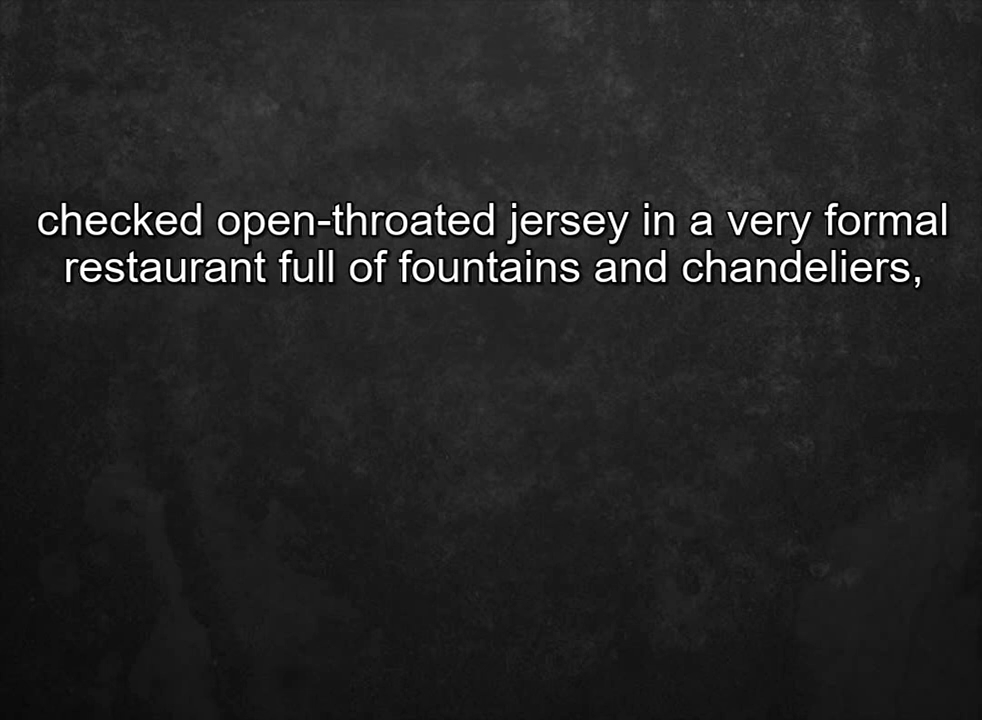 checked open-throated jersey in a very formal
restaurant full of fountains and chandeliers,